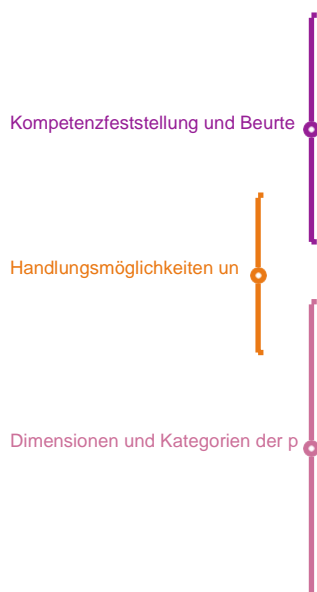 Kompetenzfeststellung und Beurte
Handlungsmöglichkeiten un
Dimensionen und Kategorien der p